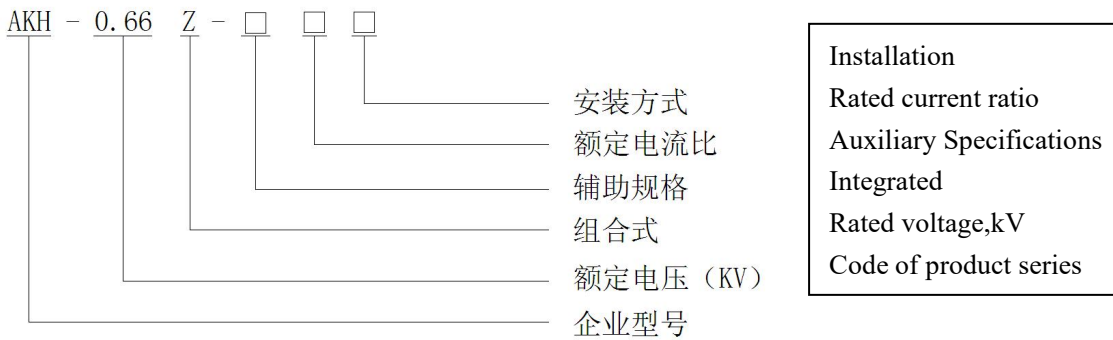 AKH - 0.66 Z - □ □ □
安装方式
额定电流比
辅助规格
组合式
额定电压（KV）
企业型号
Installation
Rated current ratio
Auxiliary Specifications
Integrated
Rated voltage,kV
Code of product series